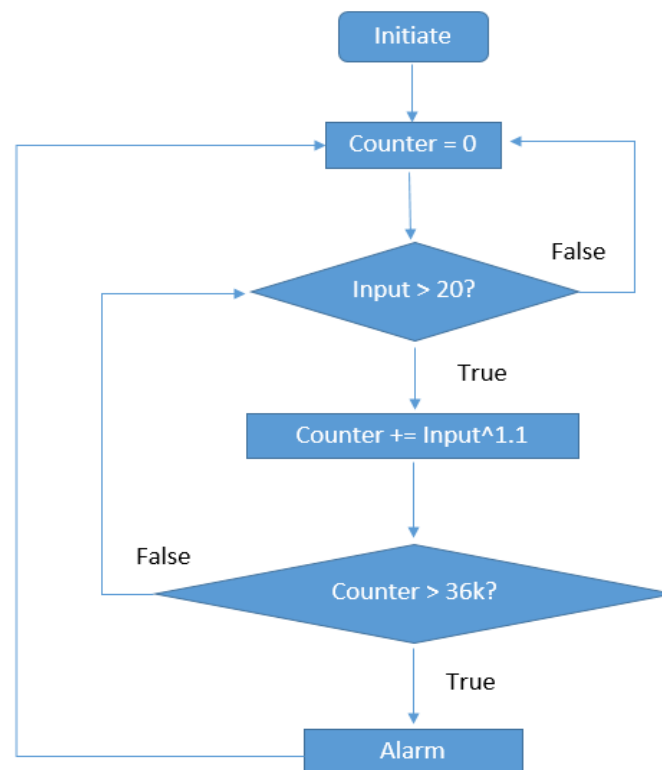 Initiate
Counter = 0
False
Input > 20?
True
Counter += Input^1.1
False
Counter > 36k?
True
Alarm